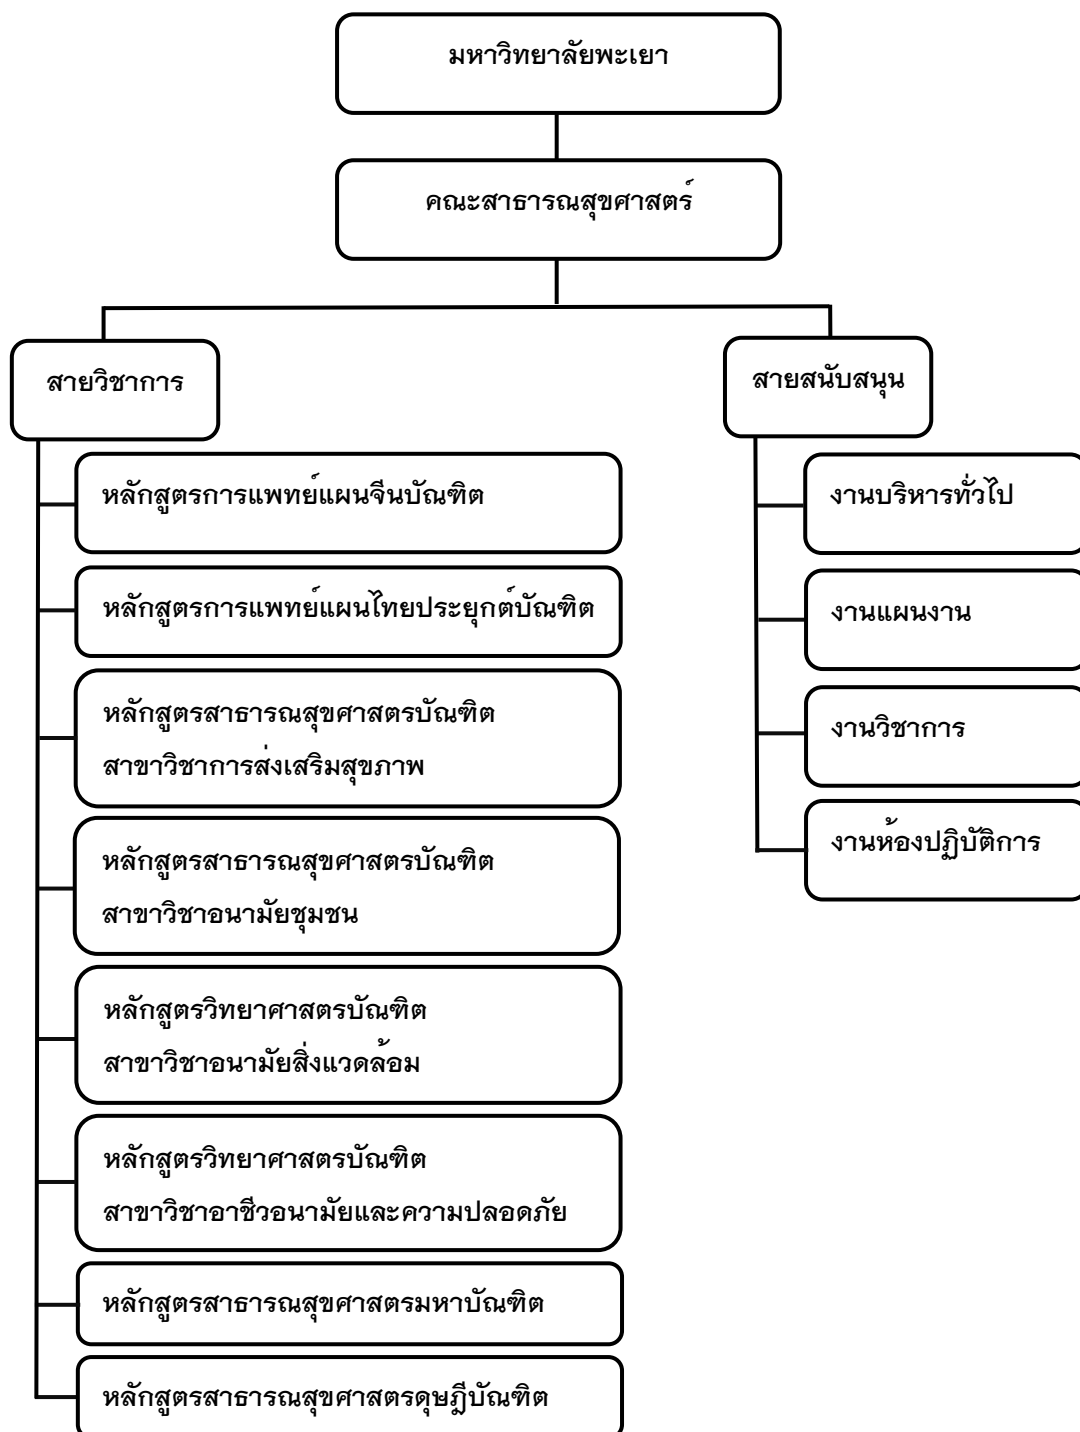 มหาวิทยาลัยพะเยา
คณะสาธารณสุขศาสตร์
สายวิชาการ
หลักสูตรการแพทย์แผนจีนบัณฑิต
หลักสูตรการแพทย์แผนไทยประยุกต์บัณฑิต
หลักสูตรสาธารณสุขศาสตรบัณฑิต
สาขาวิชาการส่งเสริมสุขภาพ
หลักสูตรสาธารณสุขศาสตรบัณฑิต
สาขาวิชาอนามัยชุมชน
หลักสูตรวิทยาศาสตรบัณฑิต
สาขาวิชาอนามัยสิ่งแวดล้อม
หลักสูตรวิทยาศาสตรบัณฑิต
สาขาวิชาอาชีวอนามัยและความปลอดภัย
หลักสูตรสาธารณสุขศาสตรมหาบัณฑิต
หลักสูตรสาธารณสุขศาสตรดุษฎีบัณฑิต
สายสนับสนุน
งานบริหารทั่วไป
งานแผนงาน
งานวิชาการ
งานห้องปฏิบัติการ